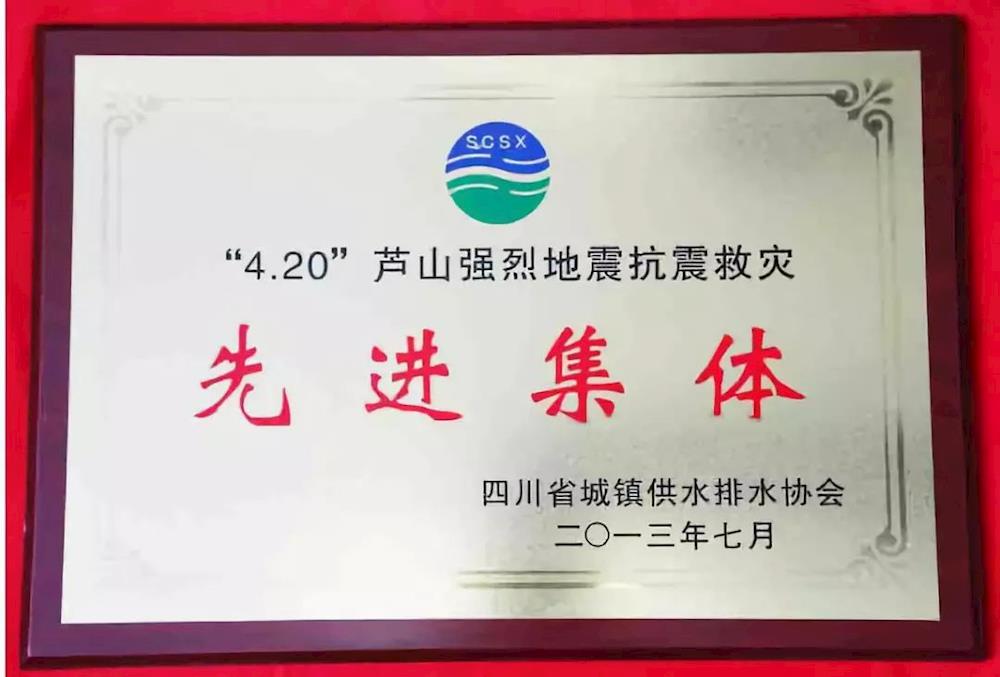 SCSX
“4.20”芦山强烈地震抗震救灾
先进集体
四川省城镇供水排水协会
二〇一三年七月